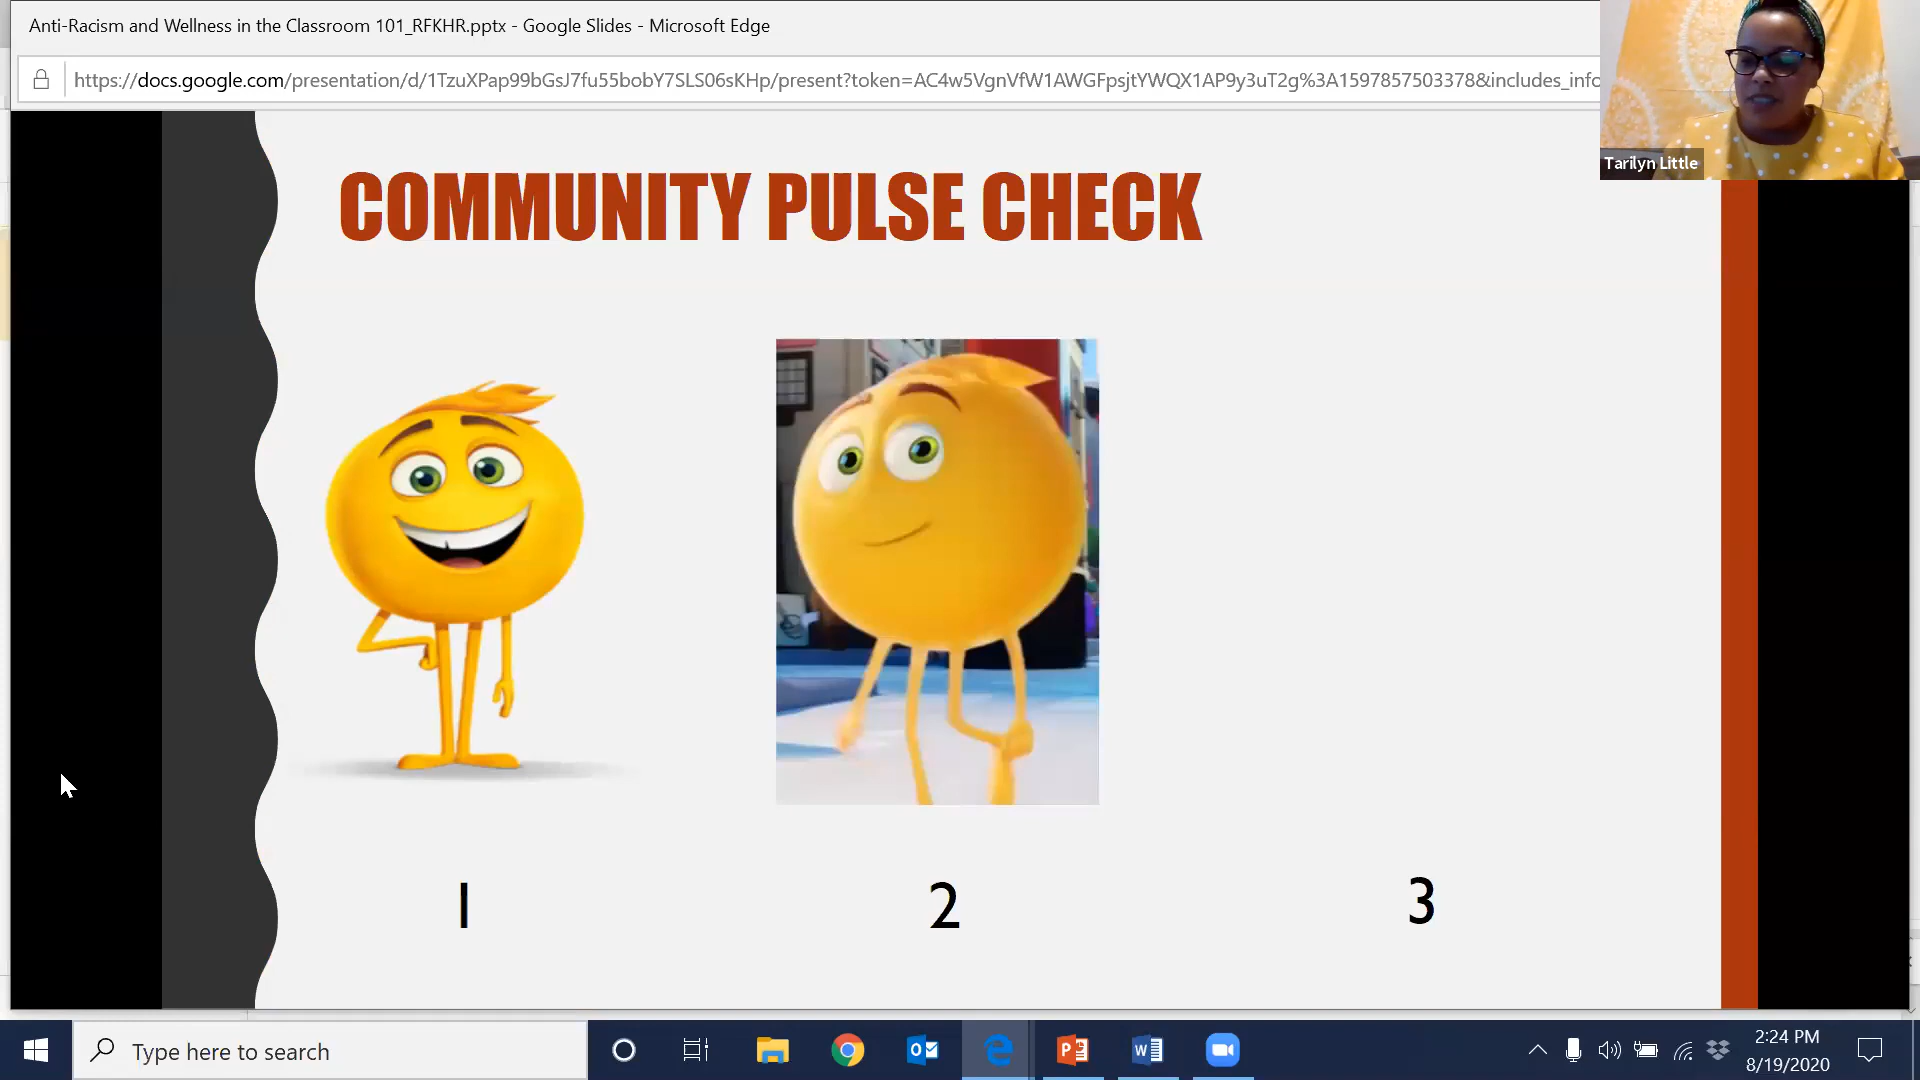 Anti-Racism and Wellness in the Classroom 101_RFKHR.pptx - Google Slides - Microsoft Edge
https://docs.google.com/presentation/d/1TzuXPap99bGsJ7fu55bobY7SLS06sKHp/present?token=AC4w5VgnVfW1AWGFpsjtYWQX1AP9y3uT2g%3A1597857503378&includes_info
Tarilyn Little
COMMUNITY PULSE CHECK
1
2
3
Type here to search
2:24 PM
8/19/2020